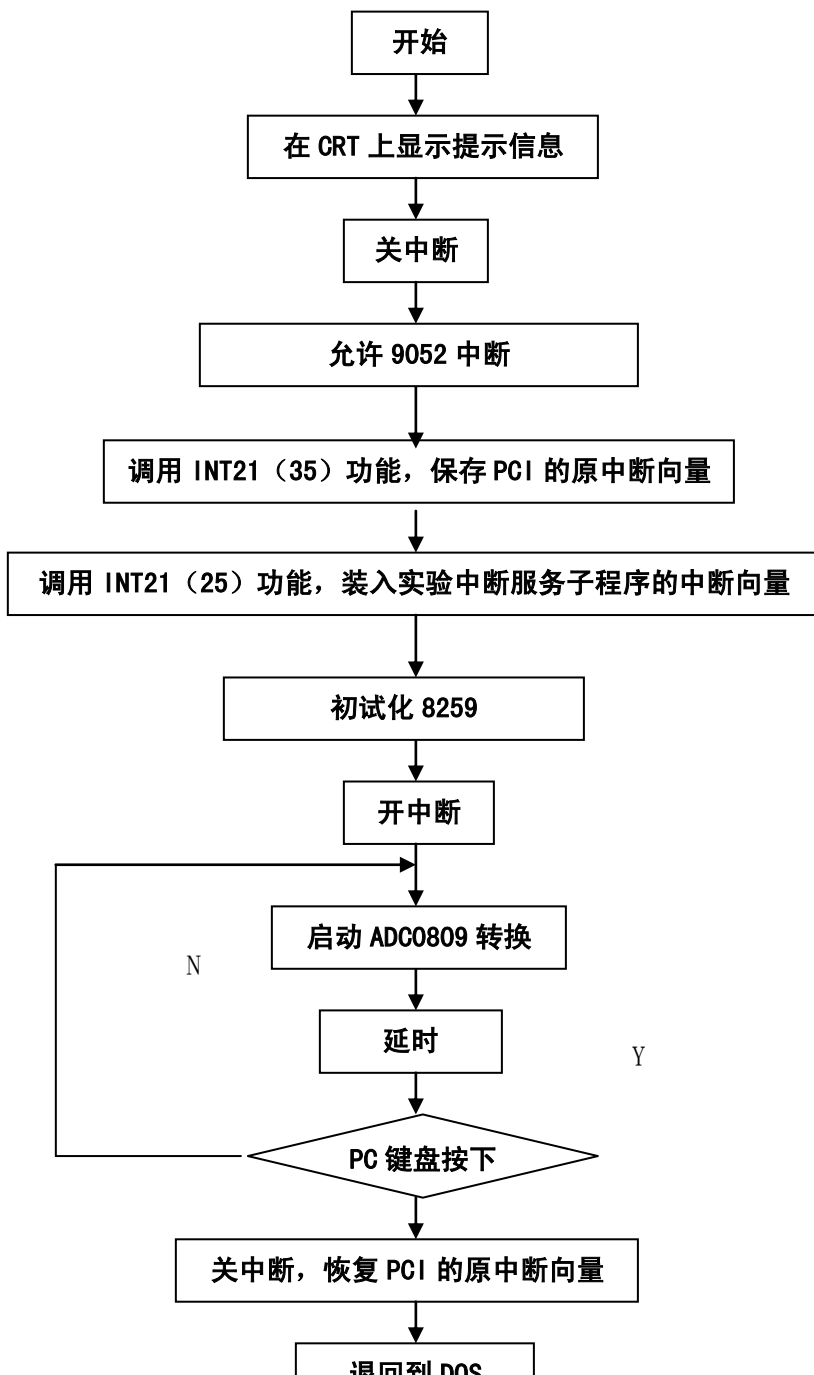 开始
在 CRT 上显示提示信息
关中断
允许 9052 中断
调用 INT21（35）功能，保存 PCI 的原中断向量
调用 INT21（25）功能，装入实验中断服务子程序的中断向量
初试化 8259
开中断
启动 ADC0809 转换
N
延时
Y
PC 键盘按下
关中断，恢复 PCI 的原中断向量
退回到 DOS